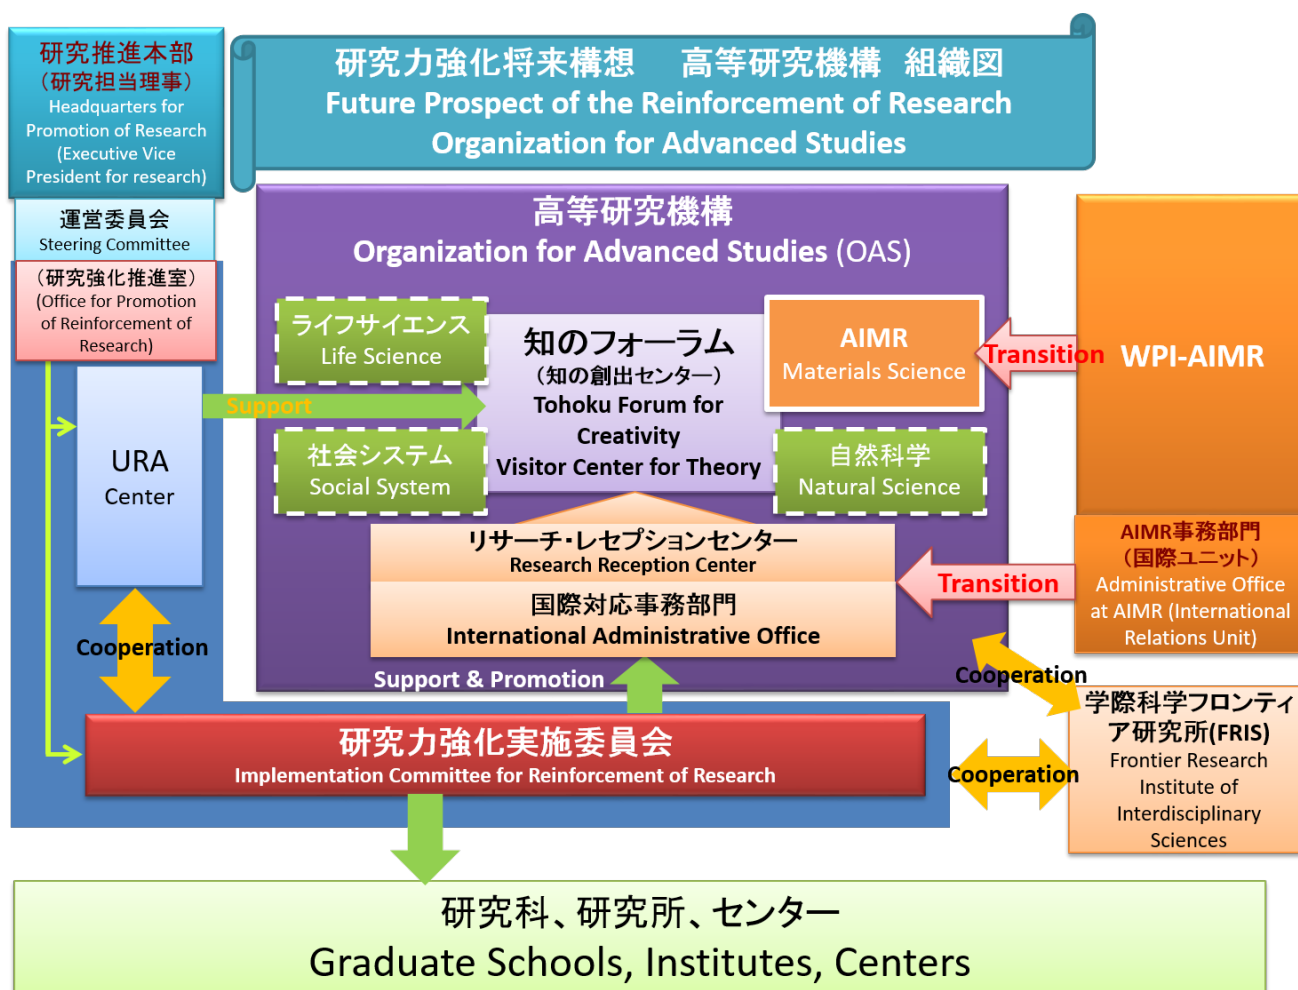 研究推進本部
（研究担当理事）
Headquarters for
Promotion of Research
(Executive Vice
President for research)
研究力強化将来構想　高等研究機構 組織図
Future Prospect of the Reinforcement of Research
Organization for Advanced Studies
運営委員会
Steering Committee
（研究強化推進室）
(Office for Promotion
of Reinforcement of
Research)
高等研究機構
Organization for Advanced Studies (OAS)
ライフサイエンス
Life Science
知のフォーラム
（知の創出センター）
Tohoku Forum for
Creativity
Visitor Center for Theory
AIMR
Materials Science
Transition
WPI-AIMR
Support
URA
Center
社会システム
Social System
自然科学
Natural Science
リサーチ・レセプションセンター
Research Reception Center
国際対応事務部門
International Administrative Office
Transition
AIMR事務部門
（国際ユニット）
Administrative Office
at AIMR (International
Relations Unit)
Cooperation
Support & Promotion
Cooperation
研究力強化実施委員会
Implementation Committee for Reinforcement of Research
Cooperation
学際科学フロンティ
ア研究所(FRIS)
Frontier Research
Institute of
Interdisciplinary
Sciences
研究科、研究所、センター
Graduate Schools, Institutes, Centers